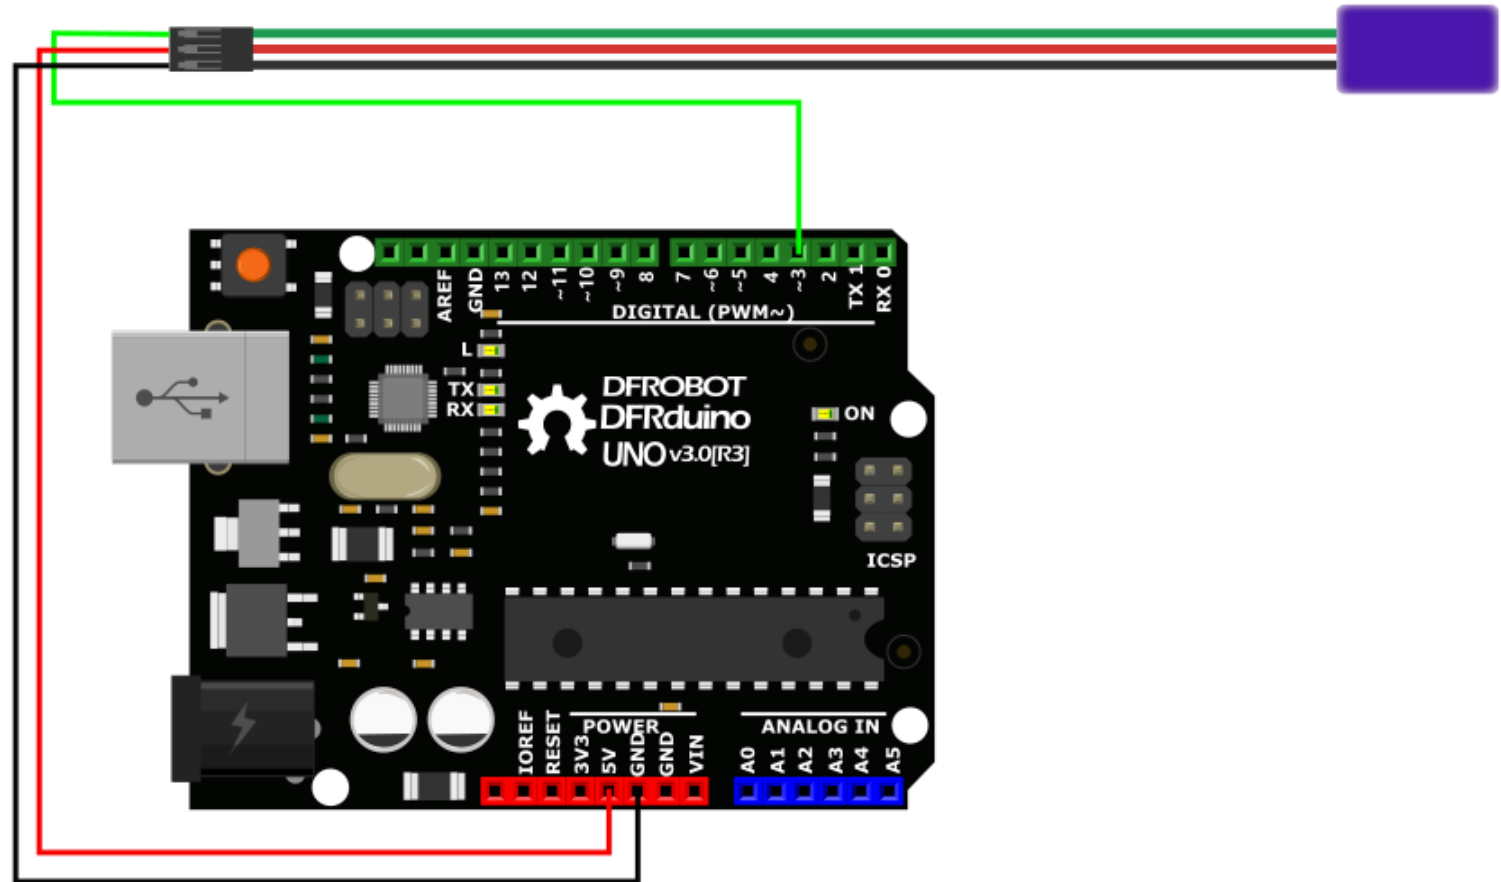 AREF
GND
13
12
~11
~10
~9
8
7
~6
~5
4
~3
2
TX 1
RX 0
DIGITAL (PWM~)
L
TX
RX
DFROBOT
DFRduino
UNO v3.0[R3]
ON
ICSP
POWER
ANALOG IN
IOREF
RESET
3V3
5V
GND
GND
VIN
A0
A1
A2
A3
A4
A5